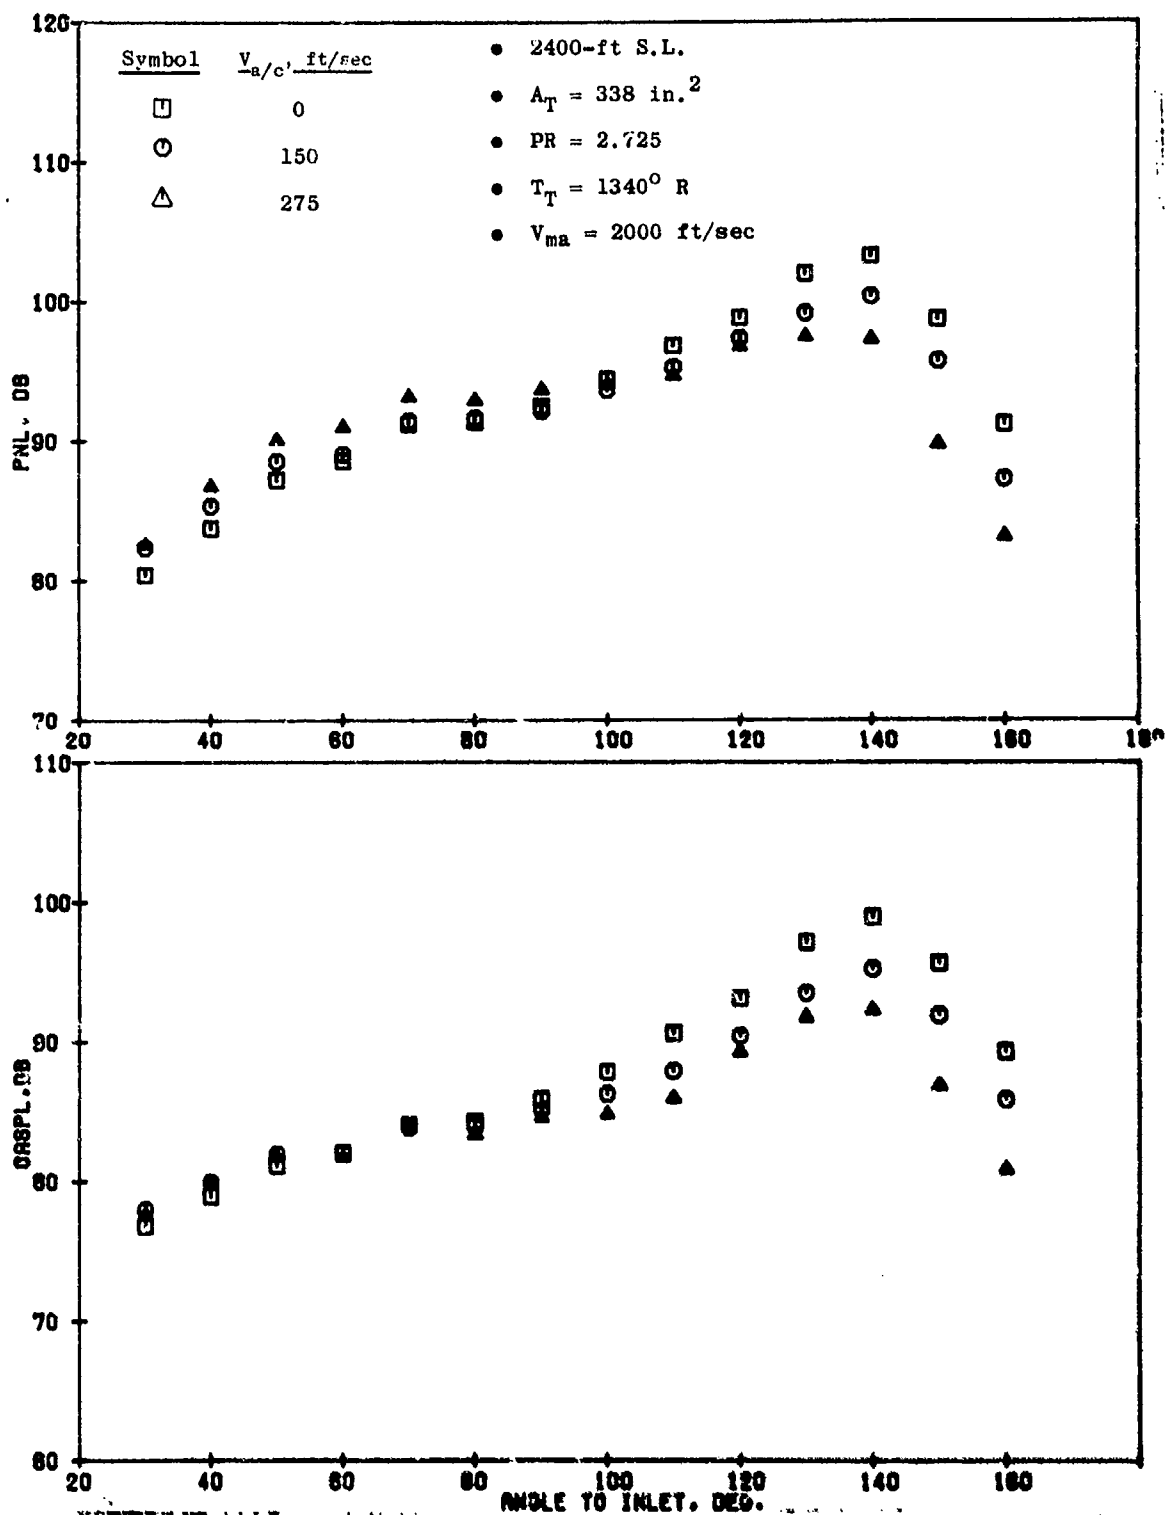 120
Symbol V_a/c, ft/sec
0
150
275
• 2400-ft S.L.
• A_T = 338 in.²
• PR = 2.725
• T_T = 1340° R
• V_ma = 2000 ft/sec
110
100
90
80
70
PNL, DB
20 40 60 80 100 120 140 160
110
100
90
80
70
60
OASPL, DB
20 40 60 80 100 120 140 160
ANGLE TO INLET, DEG.